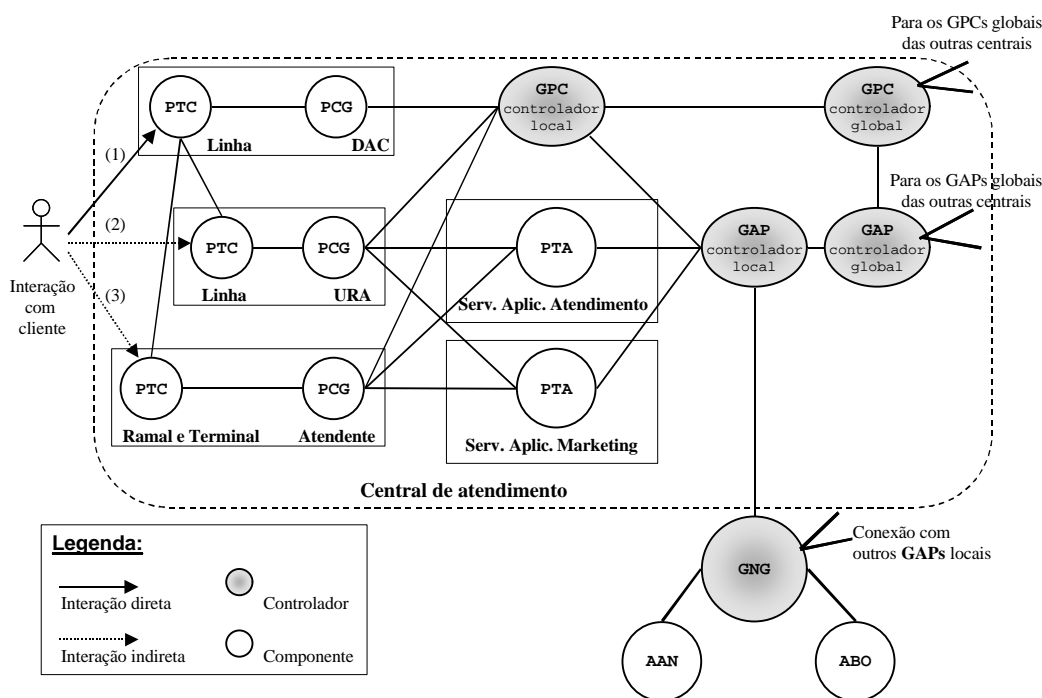 Para os GPCs globais
das outras centrais
PTC
PCG
GPC
controlador
local
GPC
controlador
global
Linha
DAC
(1)
Para os GAPs globais
das outras centrais
(2)
PTC
PCG
PTA
GAP
controlador
local
GAP
controlador
global
Interação
com
cliente
Linha
URA
(3)
Serv. Aplic. Atendimento
PTC
PCG
PTA
Ramal e Terminal
Atendente
Serv. Aplic. Marketing
Central de atendimento
Legenda:
Interação direta
Controlador
Interação indireta
Componente
Conexão com
outros GAPs locais
GNG
AAN
ABO